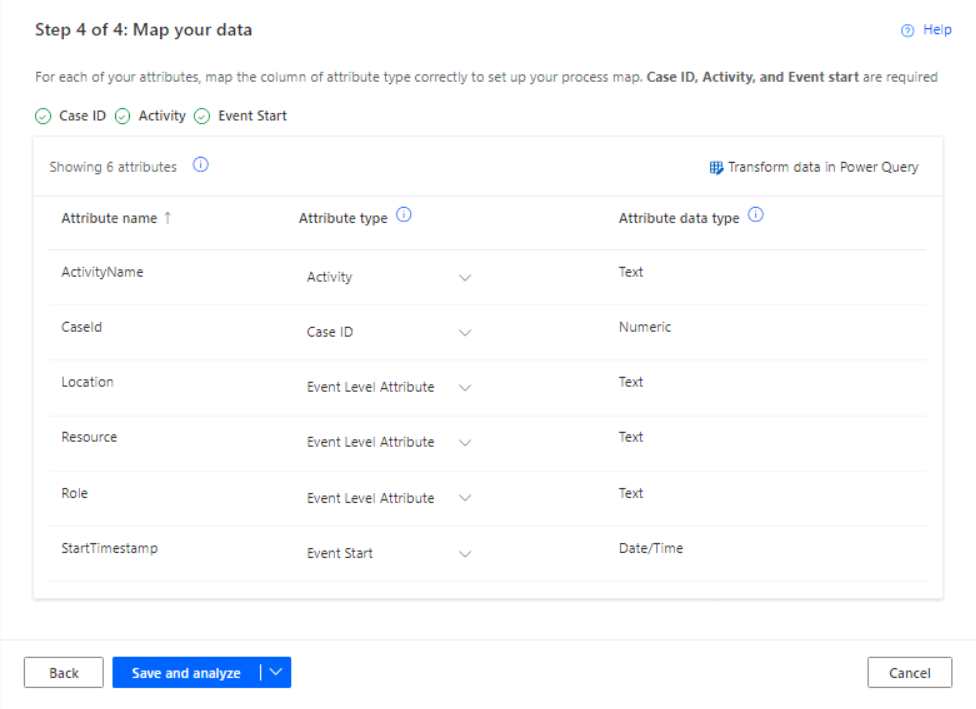 Step 4 of 4: Map your data
Help
For each of your attributes, map the column of attribute type correctly to set up your process map. Case ID, Activity, and Event start are required
Case ID Activity Event Start
Showing 6 attributes
Transform data in Power Query
Attribute name ↑ Attribute type Attribute data type
ActivityName Activity Text
CaseId Case ID Numeric
Location Event Level Attribute Text
Resource Event Level Attribute Text
Role Event Level Attribute Text
StartTimestamp Event Start Date/Time
Back Save and analyze Cancel